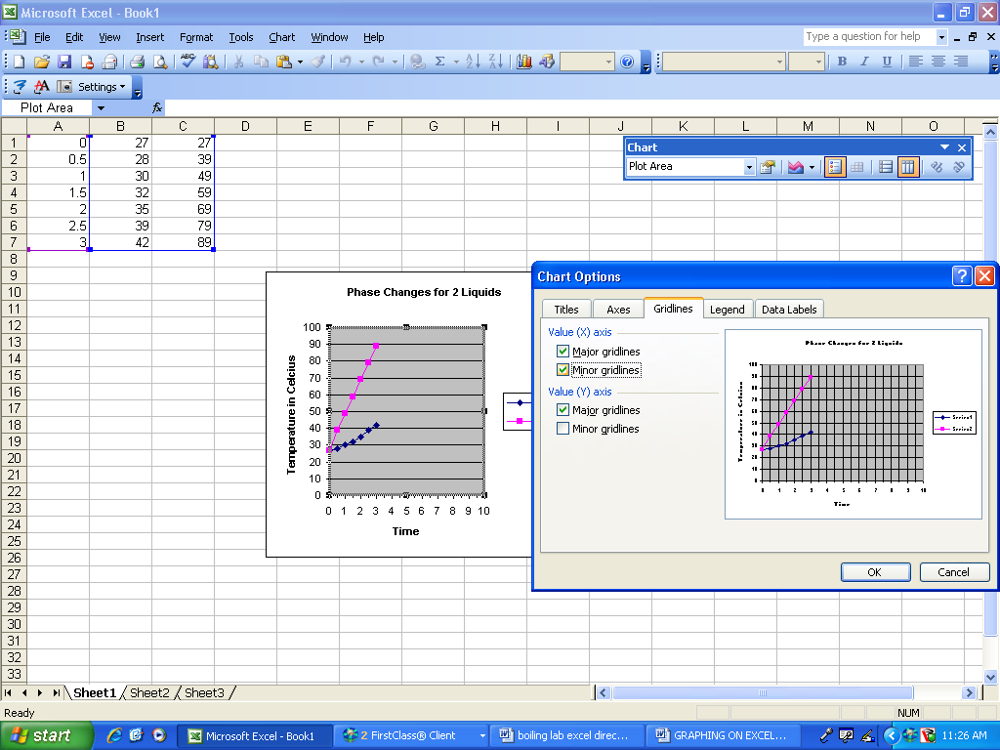 Microsoft Excel - Book1
File Edit View Insert Format Tools Chart Window Help
Type a question for help
Settings
Plot Area
fx
A B C D E F G H I J K L M N O
1 0 27 27
2 0.5 28 39
3 1 30 49
4 1.5 32 59
5 2 35 69
6 2.5 39 79
7 3 42 89
8
9
10
11
12
13
14
15
16
17
18
19
20
21
22
23
24
25
26
27
28
29
30
31
32
33
Chart
Plot Area
Phase Changes for 2 Liquids
Temperature in Celcius
100
90
80
70
60
50
40
30
20
10
0
0 1 2 3 4 5 6 7 8 9 10
Time
Chart Options
Titles Axes Gridlines Legend Data Labels
Value (X) axis
Major gridlines
Minor gridlines
Value (Y) axis
Major gridlines
Minor gridlines
Phase Changes for 2 Liquids
Temperature in Celcius
100
90
80
70
60
50
40
30
20
10
0
0 1 2 3 4 5 6 7 8 9 10
Time
Series1
Series2
OK Cancel
Sheet1 Sheet2 Sheet3
Ready
NUM
start
Microsoft Excel - Book1
2 FirstClass® Client
boiling lab excel direc...
GRAPHING ON EXCEL...
11:26 AM